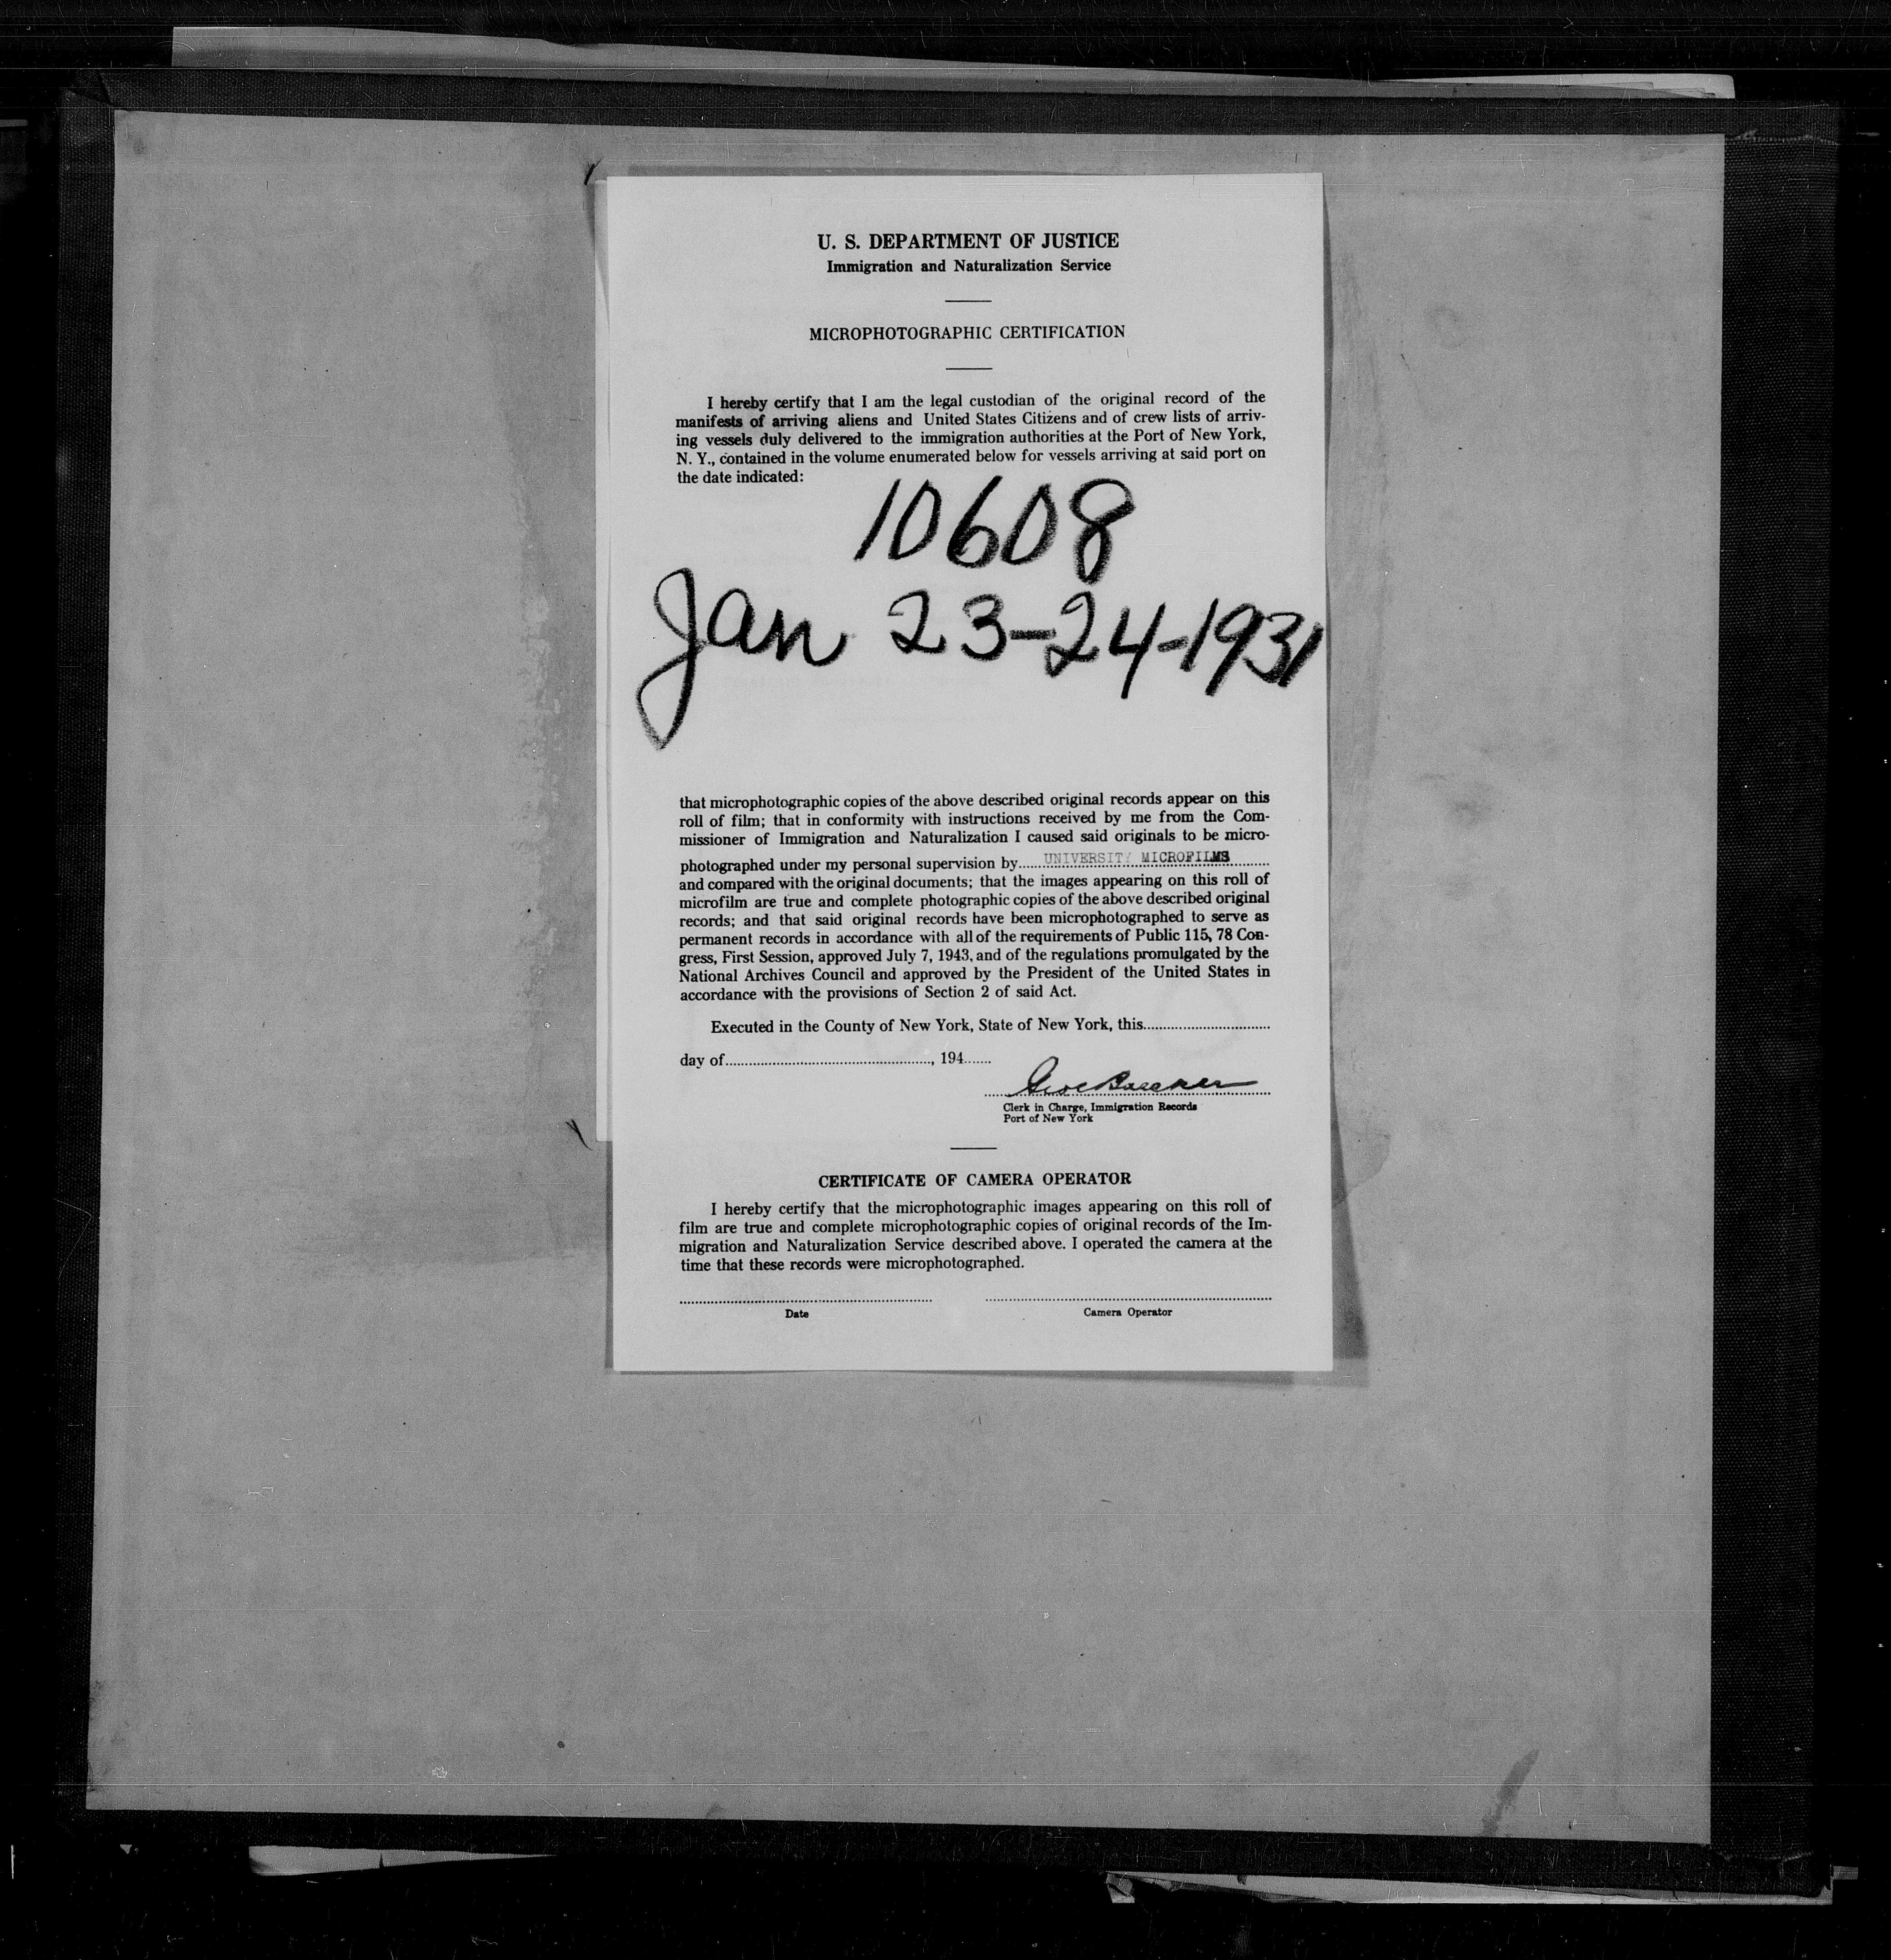 U. S. DEPARTMENT OF JUSTICE
Immigration and Naturalization Service
MICROPHOTOGRAPHIC CERTIFICATION
I hereby certify that I am the legal custodian of the original record of the
manifests of arriving aliens and United States Citizens and of crew lists of arriv-
ing vessels duly delivered to the immigration authorities at the Port of New York,
N. Y., contained in the volume enumerated below for vessels arriving at said port on
the date indicated:
10608
Jan 23-24-1931
that microphotographic copies of the above described original records appear on this
roll of film; that in conformity with instructions received by me from the Com-
missioner of Immigration and Naturalization I caused said originals to be micro-
photographed under my personal supervision by UNIVERSITY MICROFILMS
and compared with the original documents; that the images appearing on this roll of
microfilm are true and complete photographic copies of the above described original
records; and that said original records have been microphotographed to serve as
permanent records in accordance with all of the requirements of Public 115, 78 Con-
gress, First Session, approved July 7, 1943, and of the regulations promulgated by the
National Archives Council and approved by the President of the United States in
accordance with the provisions of Section 2 of said Act.
Executed in the County of New York, State of New York, this
day of , 194
Clerk in Charge, Immigration Records
Port of New York
CERTIFICATE OF CAMERA OPERATOR
I hereby certify that the microphotographic images appearing on this roll of
film are true and complete microphotographic copies of original records of the Im-
migration and Naturalization Service described above. I operated the camera at the
time that these records were microphotographed.
Date Camera Operator